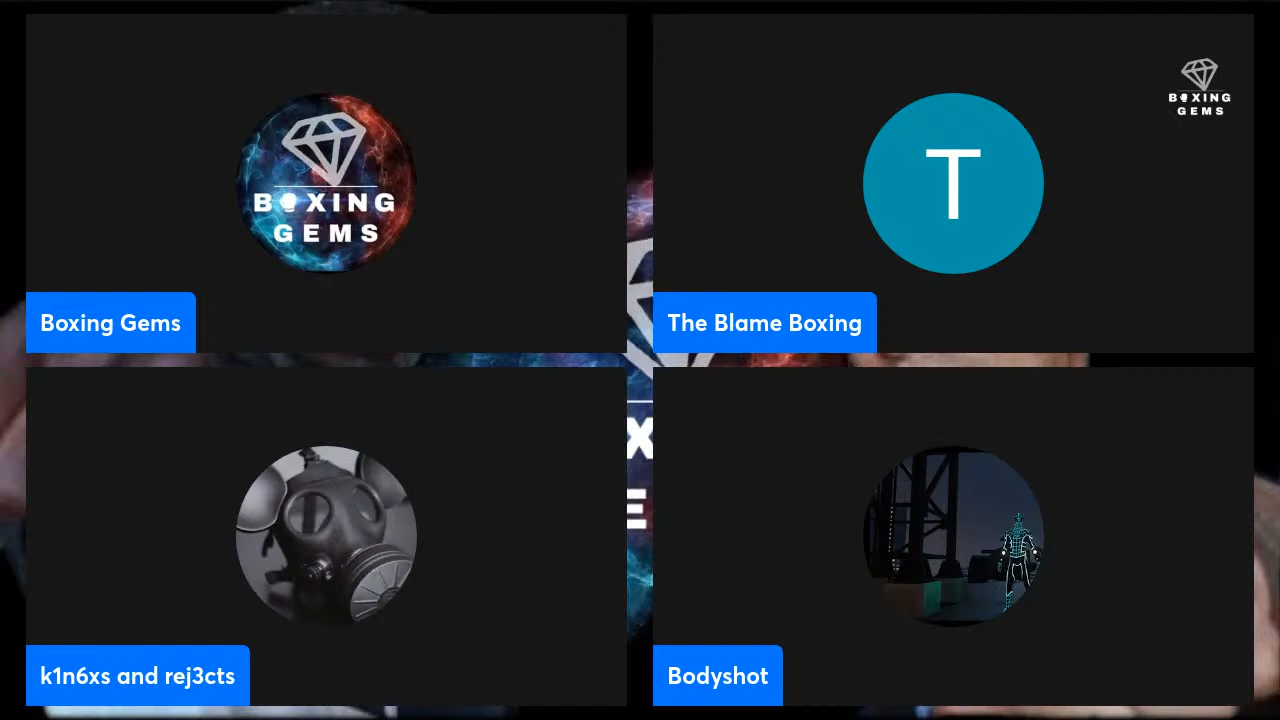 BOXING
GEMS
Boxing Gems
T
BOXING
GEMS
The Blame Boxing
X
E
k1n6xs and rej3cts
Bodyshot